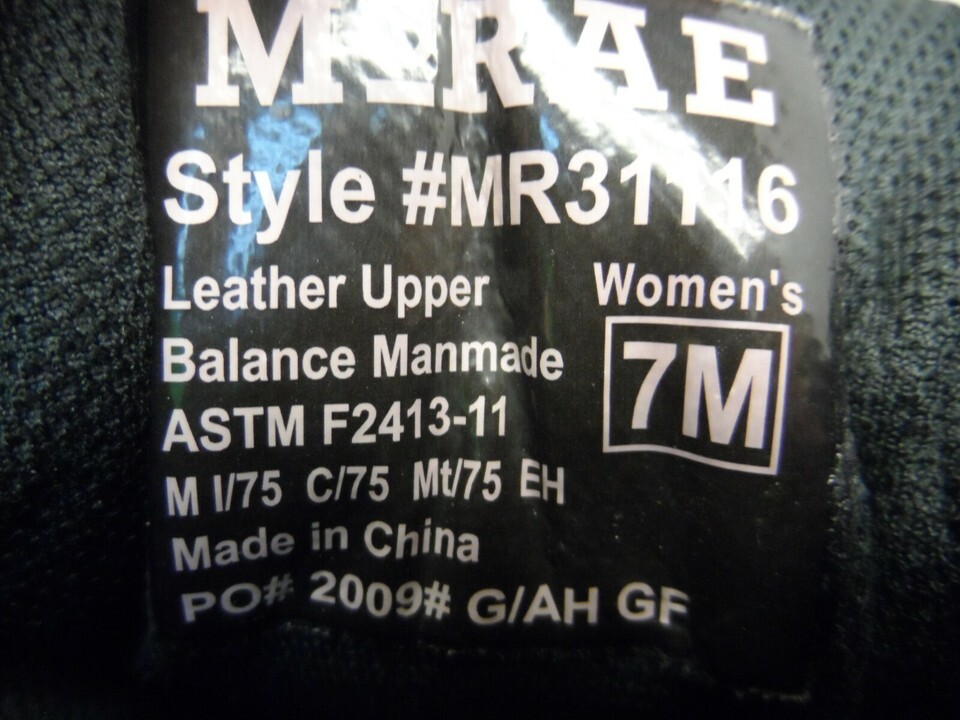 McRAE
Style #MR31116
Leather Upper
Women's
Balance Manmade
7M
ASTM F2413-11
M I/75 C/75 Mt/75 EH
Made in China
PO# 2009# G/AH GF